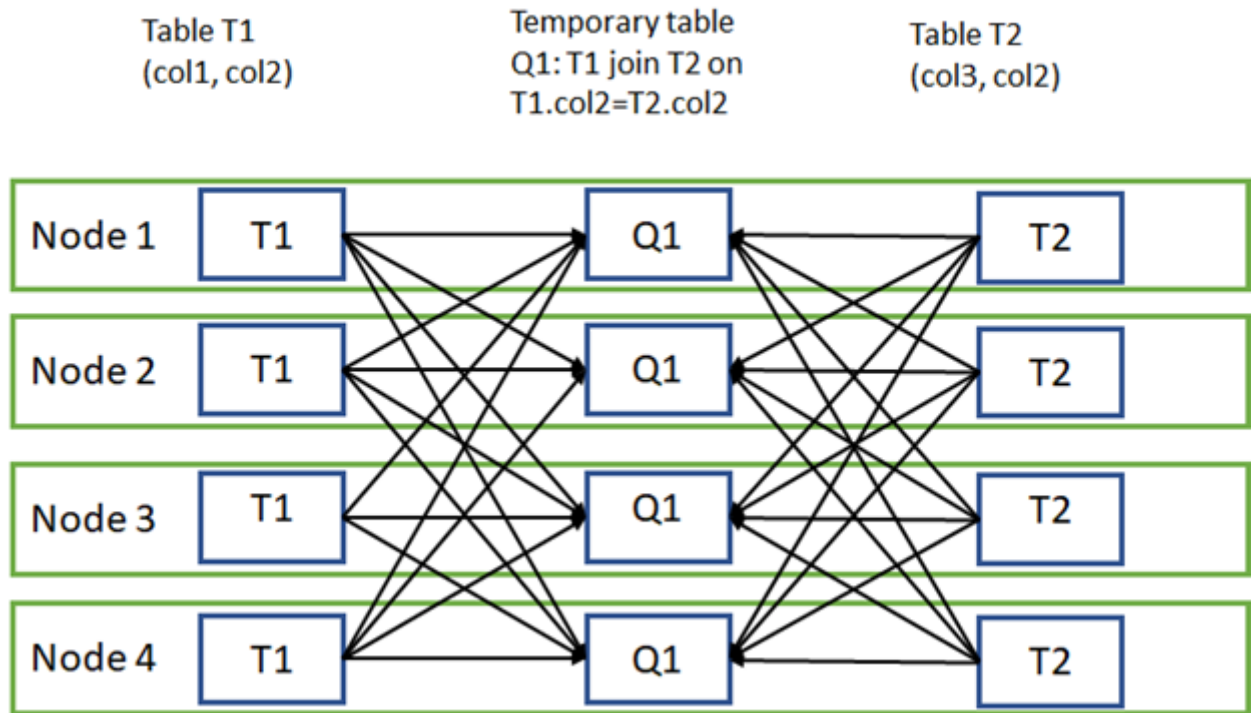 Table T1
(col1, col2)
Temporary table
Q1: T1 join T2 on
T1.col2=T2.col2
Table T2
(col3, col2)
Node 1 T1 Q1 T2
Node 2 T1 Q1 T2
Node 3 T1 Q1 T2
Node 4 T1 Q1 T2